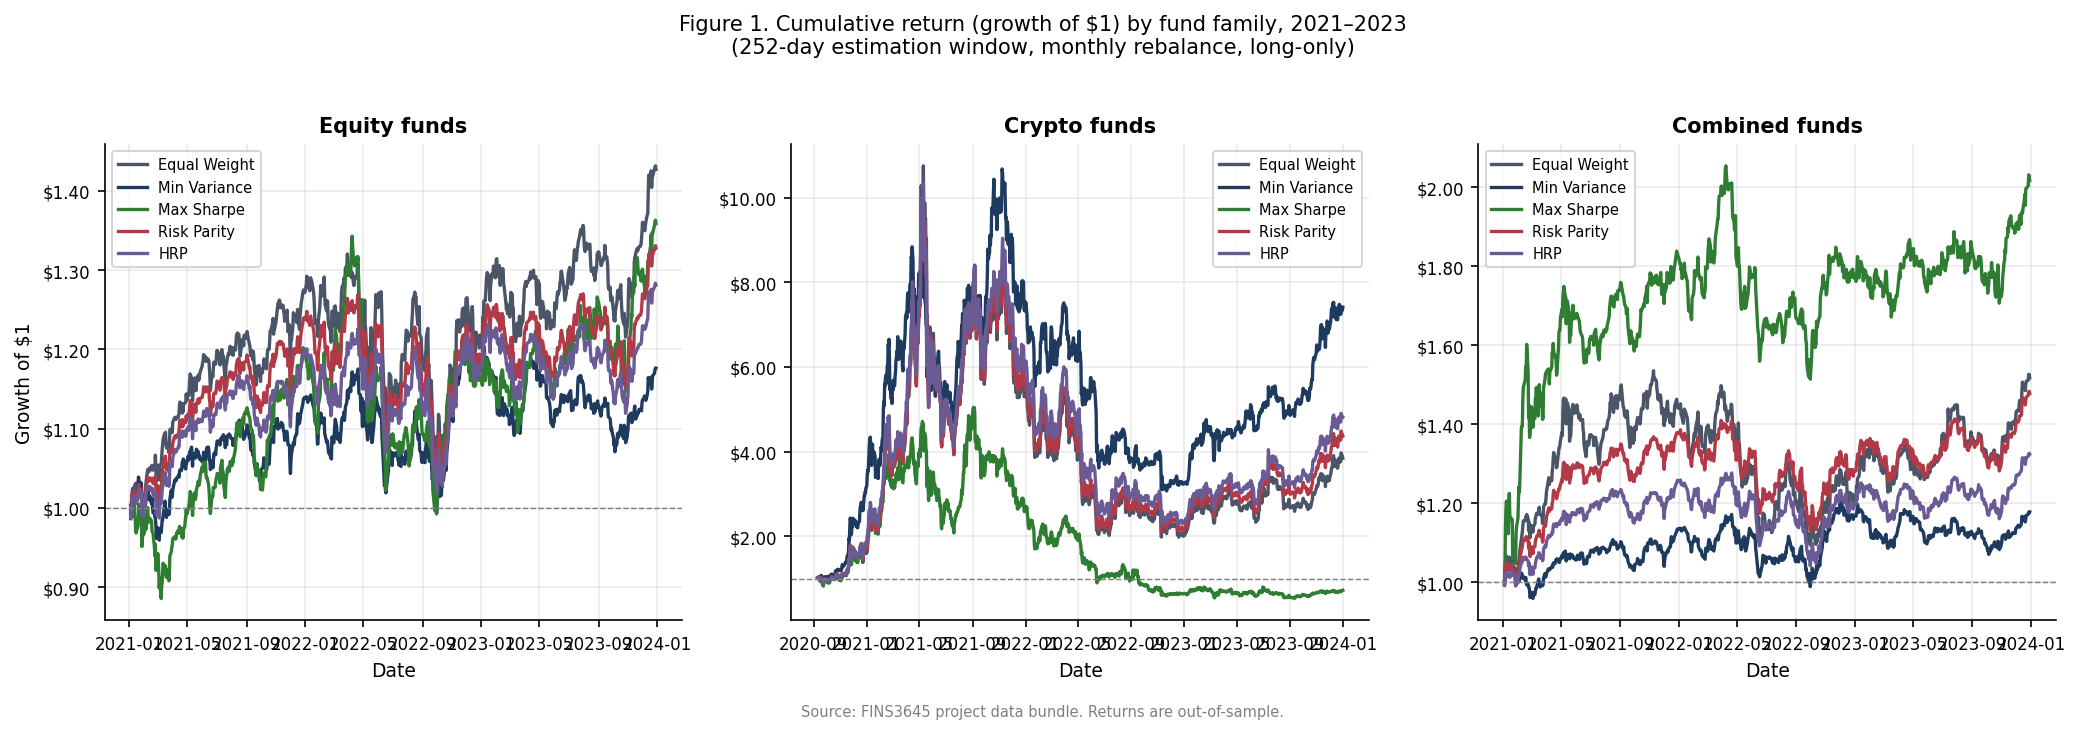 Figure 1. Cumulative return (growth of $1) by fund family, 2021–2023
(252-day estimation window, monthly rebalance, long-only)
Equity funds
Equal Weight
Min Variance
Max Sharpe
Risk Parity
HRP
Growth of $1
$1.40
$1.30
$1.20
$1.10
$1.00
$0.90
2021-01 2021-05 2021-09 2022-01 2022-05 2022-09 2023-01 2023-05 2023-09 2024-01
Date
Crypto funds
Equal Weight
Min Variance
Max Sharpe
Risk Parity
HRP
$10.00
$8.00
$6.00
$4.00
$2.00
2020-09 2021-01 2021-05 2021-09 2022-01 2022-05 2022-09 2023-01 2023-05 2023-09 2024-01
Date
Combined funds
Equal Weight
Min Variance
Max Sharpe
Risk Parity
HRP
$2.00
$1.80
$1.60
$1.40
$1.20
$1.00
2021-01 2021-05 2021-09 2022-01 2022-05 2022-09 2023-01 2023-05 2023-09 2024-01
Date
Source: FINS3645 project data bundle. Returns are out-of-sample.